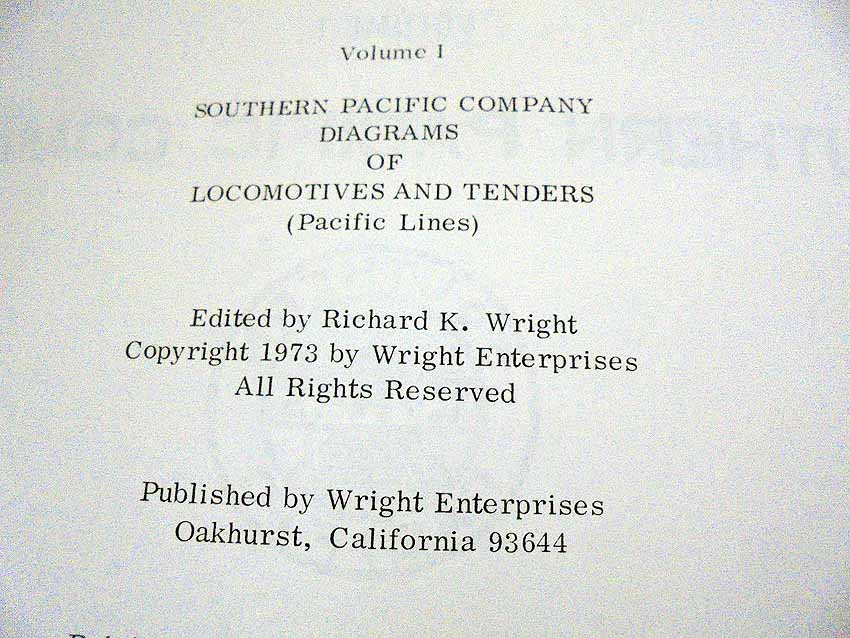 Volume I
SOUTHERN PACIFIC COMPANY
DIAGRAMS
OF
LOCOMOTIVES AND TENDERS
(Pacific Lines)
Edited by Richard K. Wright
Copyright 1973 by Wright Enterprises
All Rights Reserved
Published by Wright Enterprises
Oakhurst, California 93644